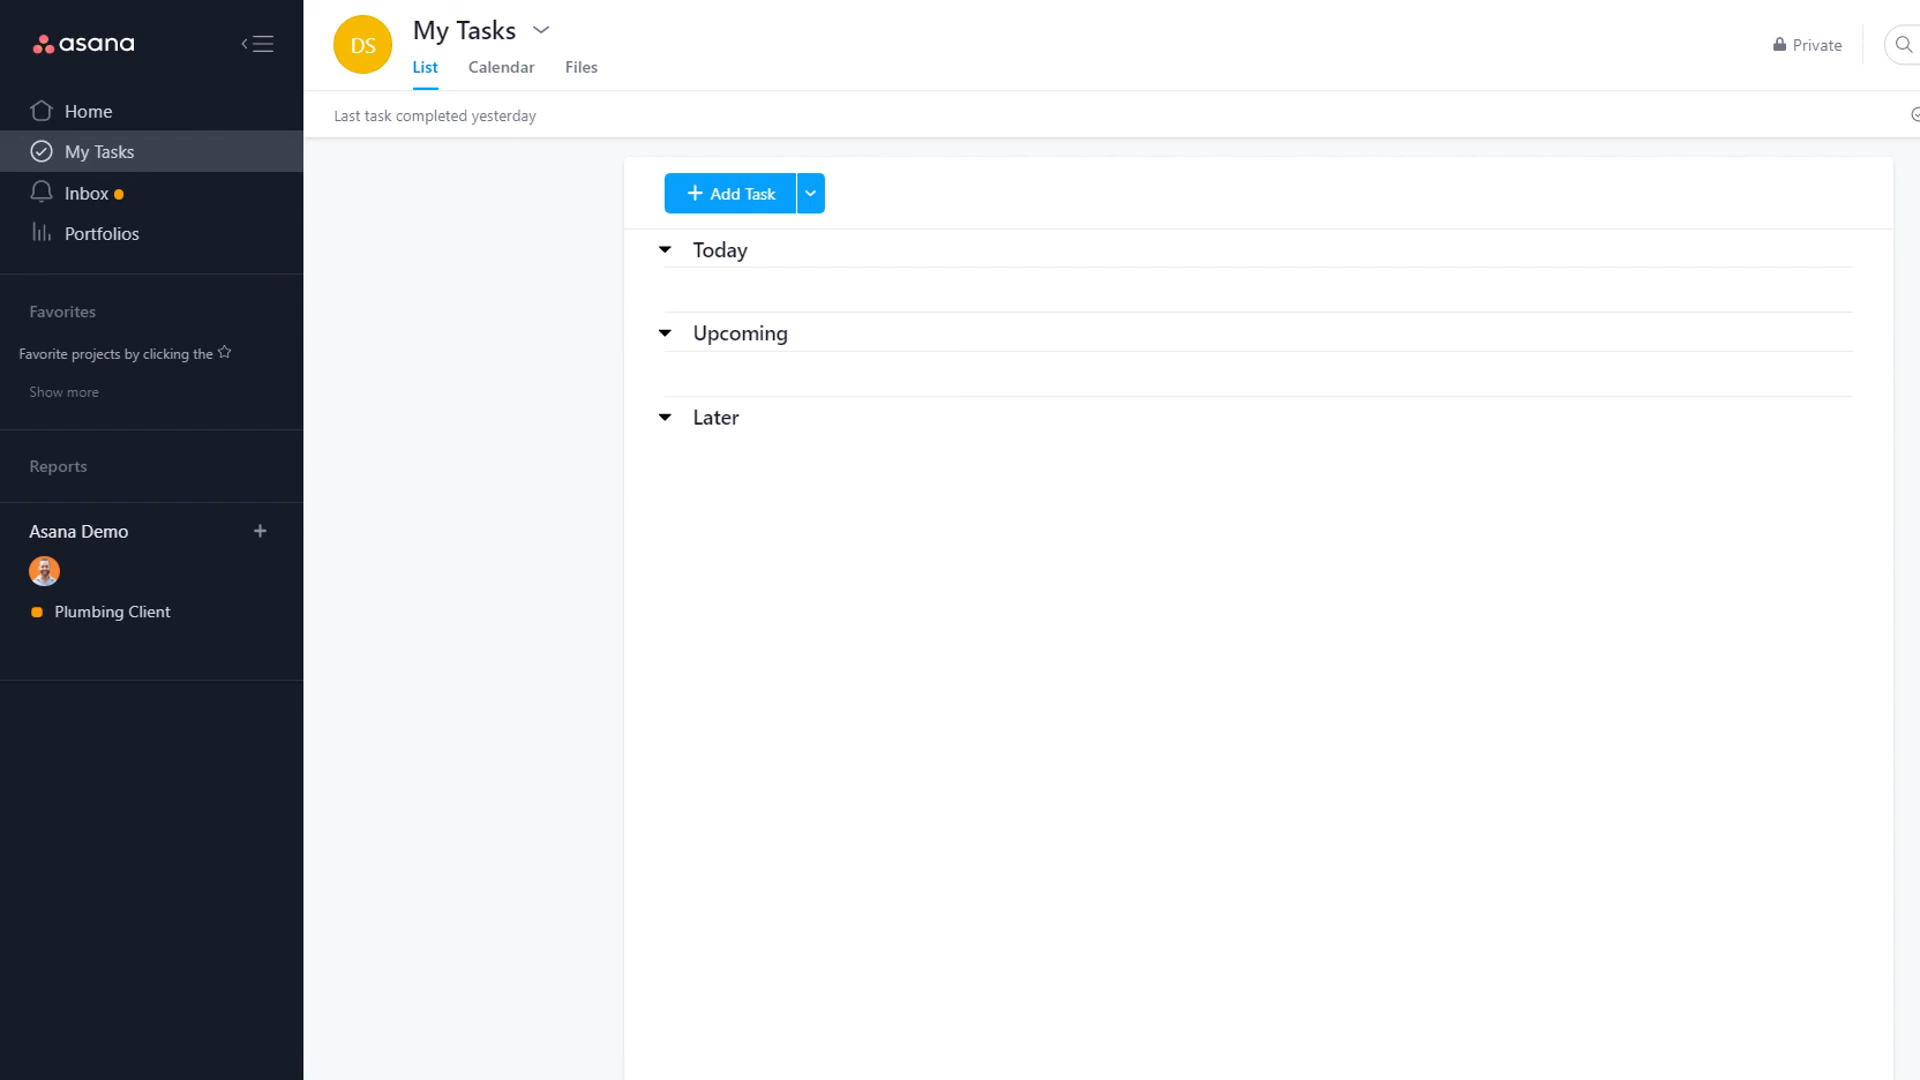 asana
Home
My Tasks
Inbox
Portfolios
Favorites
Favorite projects by clicking the
Show more
Reports
Asana Demo
Plumbing Client
DS
My Tasks
List Calendar Files
Private
Last task completed yesterday
Add Task
Today
Upcoming
Later